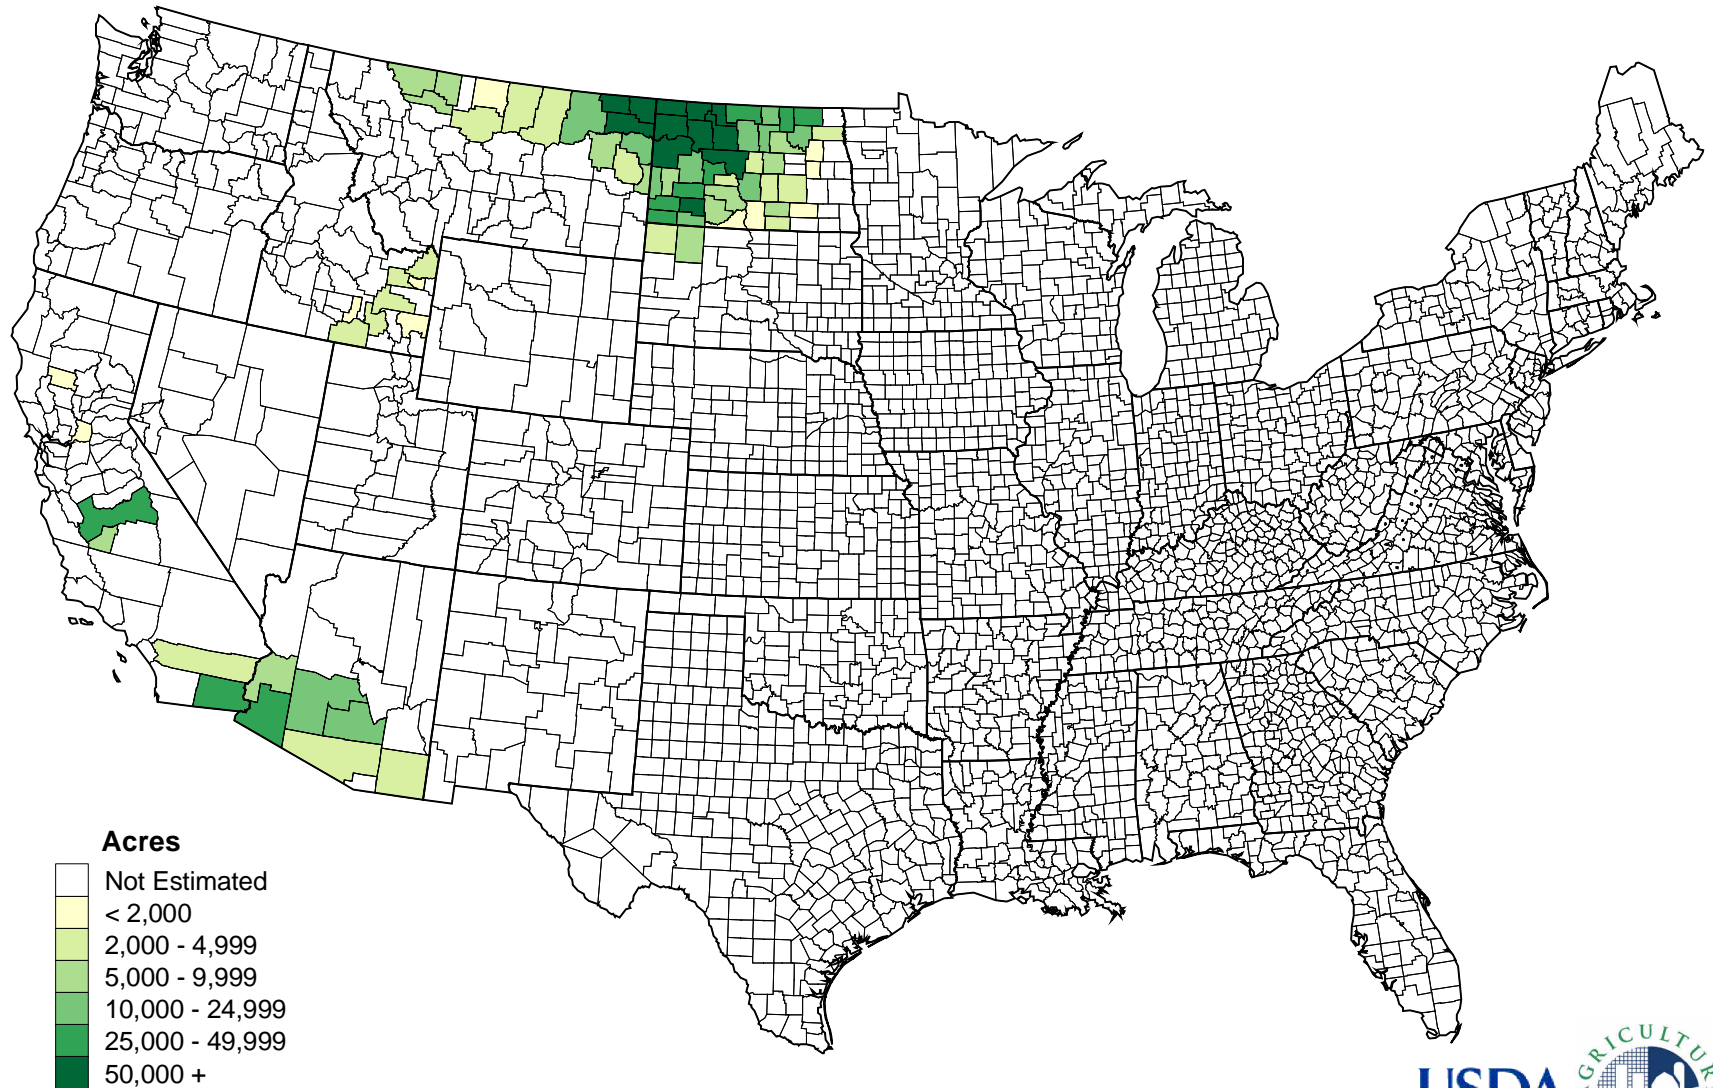 Acres
Not Estimated
< 2,000
2,000 - 4,999
5,000 - 9,999
10,000 - 24,999
25,000 - 49,999
50,000 +
USDA